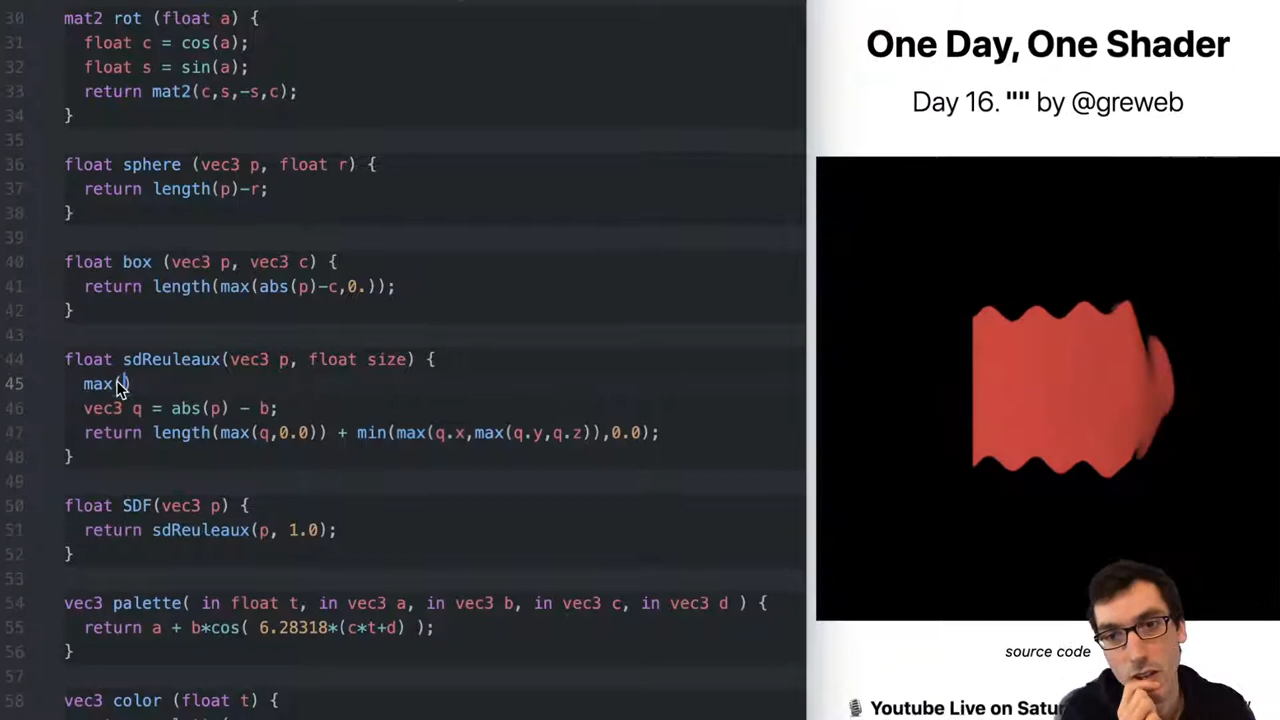 30 mat2 rot (float a) {
31 float c = cos(a);
32 float s = sin(a);
33 return mat2(c,s,-s,c);
34 }
35
36 float sphere (vec3 p, float r) {
37 return length(p)-r;
38 }
39
40 float box (vec3 p, vec3 c) {
41 return length(max(abs(p)-c,0.));
42 }
43
44 float sdReuleaux(vec3 p, float size) {
45 max()
46 vec3 q = abs(p) - b;
47 return length(max(q,0.0)) + min(max(q.x,max(q.y,q.z)),0.0);
48 }
49
50 float SDF(vec3 p) {
51 return sdReuleaux(p, 1.0);
52 }
53
54 vec3 palette( in float t, in vec3 a, in vec3 b, in vec3 c, in vec3 d ) {
55 return a + b*cos( 6.28318*(c*t+d) );
56 }
57
58 vec3 color (float t) {
One Day, One Shader
Day 16. "" by @greweb
source code
Youtube Live on